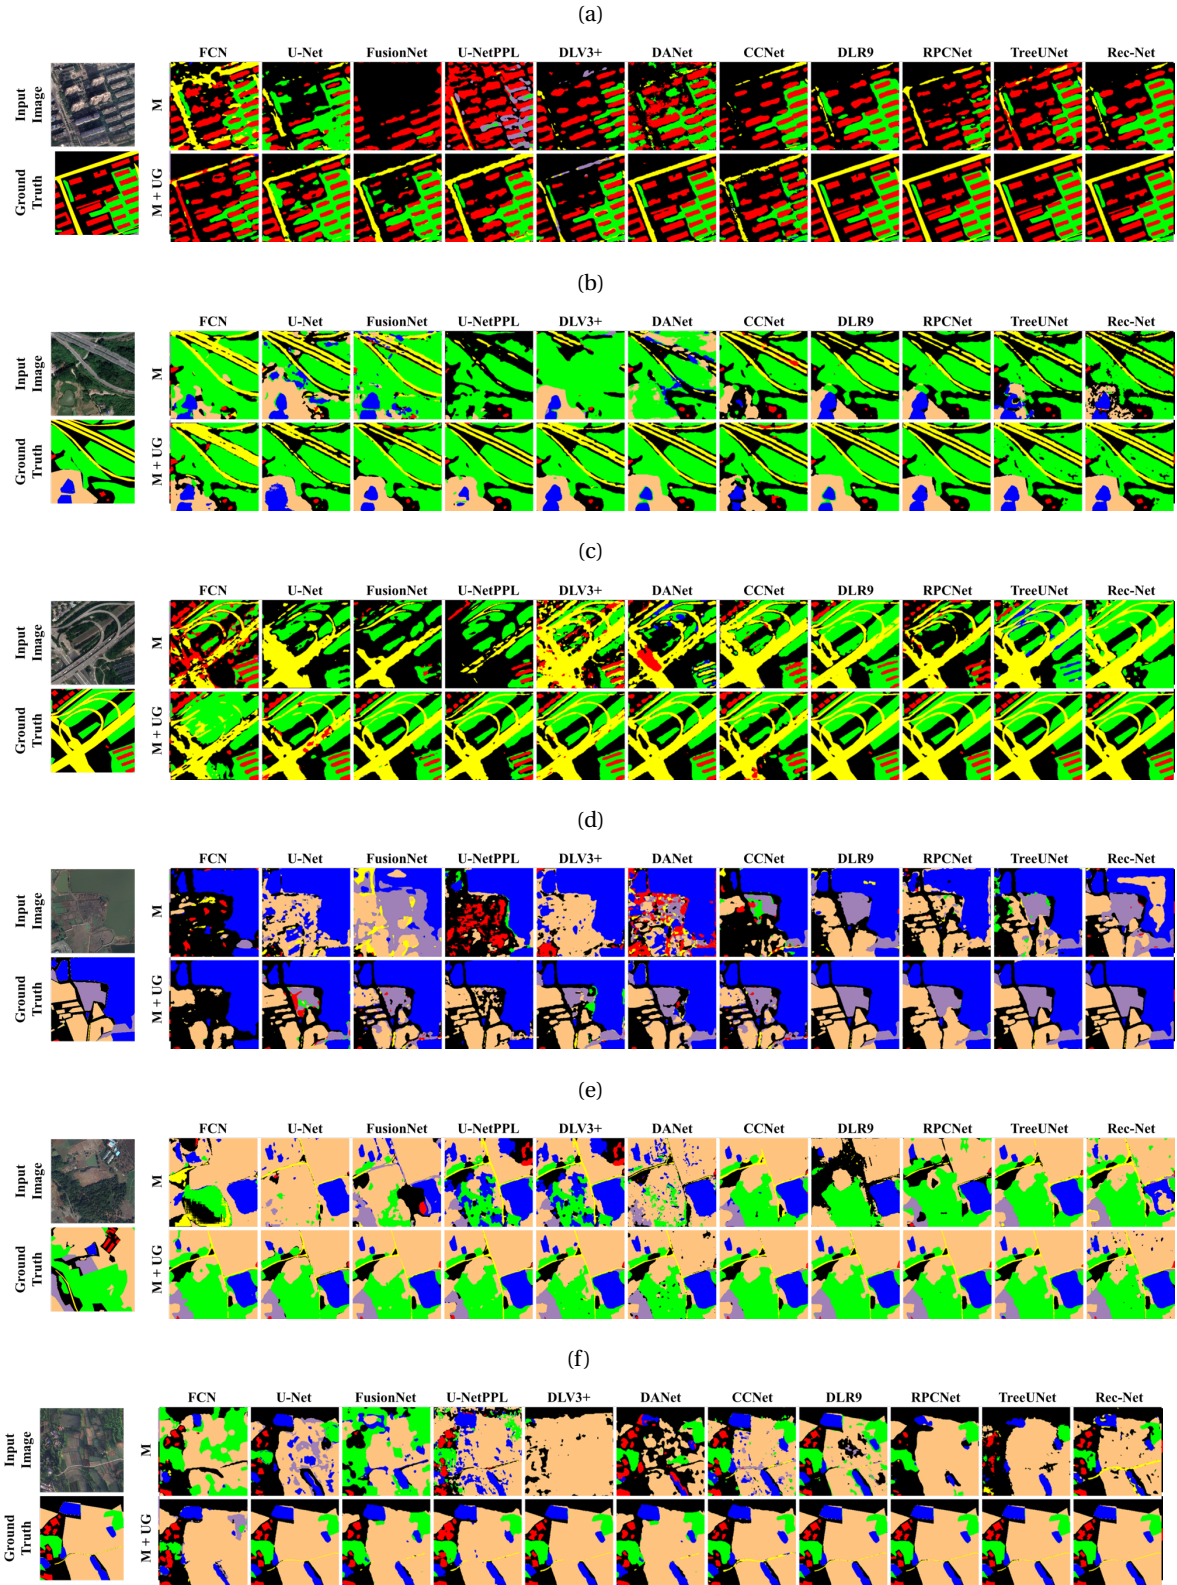 (a)
FCN U-Net FusionNet U-NetPPL DLV3+ DANet CCNet DLR9 RPCNet TreeUNet Rec-Net
Input
Image
M
Ground
Truth
M + UG
(b)
FCN U-Net FusionNet U-NetPPL DLV3+ DANet CCNet DLR9 RPCNet TreeUNet Rec-Net
Input
Image
M
Ground
Truth
M + UG
(c)
FCN U-Net FusionNet U-NetPPL DLV3+ DANet CCNet DLR9 RPCNet TreeUNet Rec-Net
Input
Image
M
Ground
Truth
M + UG
(d)
FCN U-Net FusionNet U-NetPPL DLV3+ DANet CCNet DLR9 RPCNet TreeUNet Rec-Net
Input
Image
M
Ground
Truth
M + UG
(e)
FCN U-Net FusionNet U-NetPPL DLV3+ DANet CCNet DLR9 RPCNet TreeUNet Rec-Net
Input
Image
M
Ground
Truth
M + UG
(f)
FCN U-Net FusionNet U-NetPPL DLV3+ DANet CCNet DLR9 RPCNet TreeUNet Rec-Net
Input
Image
M
Ground
Truth
M + UG